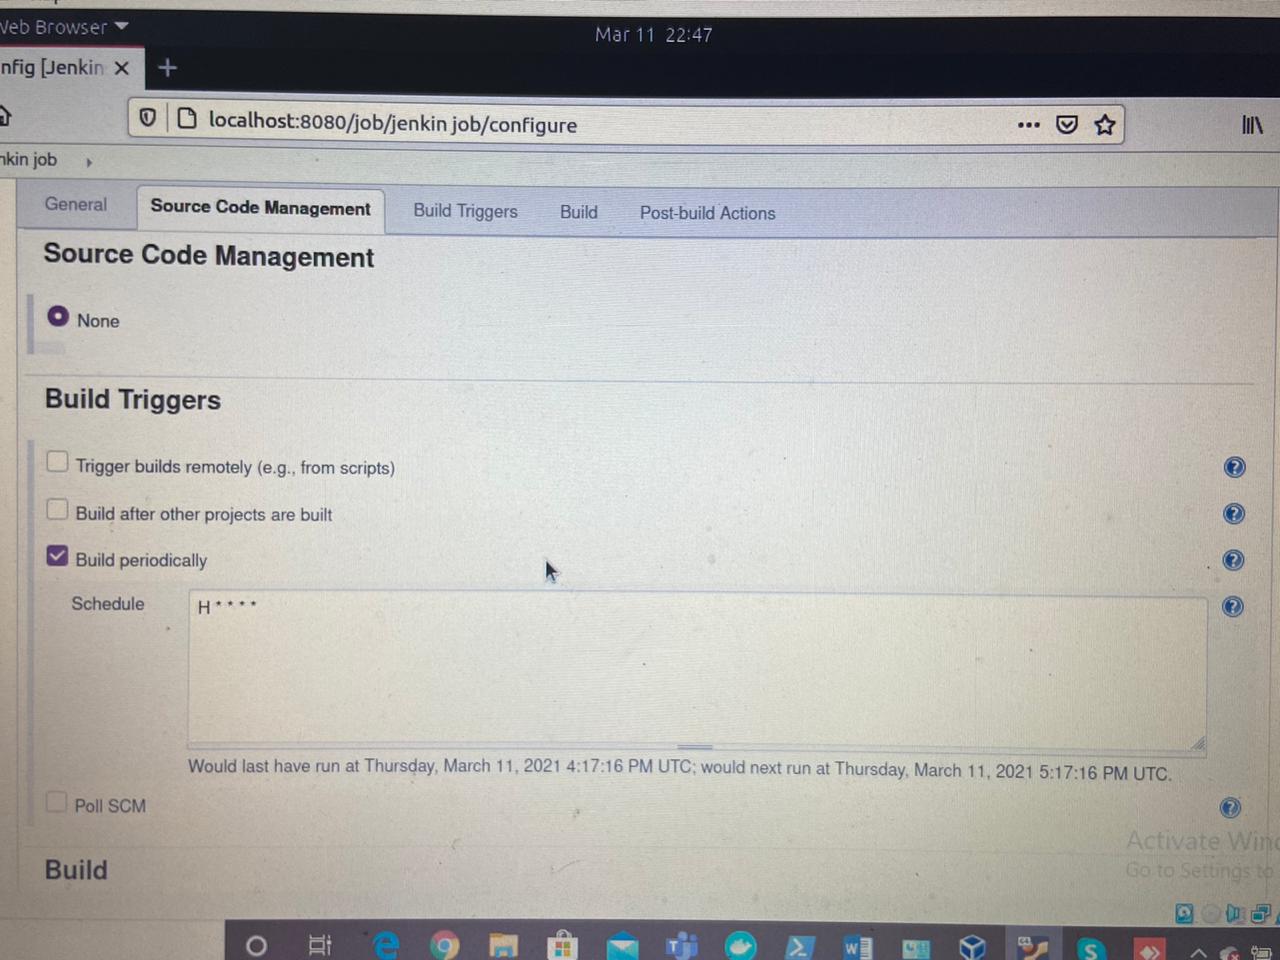 Web Browser
Mar 11 22:47
nfig [Jenkin
localhost:8080/job/jenkin job/configure
nkin job
General Source Code Management Build Triggers Build Post-build Actions
Source Code Management
None
Build Triggers
Trigger builds remotely (e.g., from scripts)
Build after other projects are built
Build periodically
Schedule H * * * *
Would last have run at Thursday, March 11, 2021 4:17:16 PM UTC; would next run at Thursday, March 11, 2021 5:17:16 PM UTC.
Poll SCM
Activate Win
Go to Settings to
Build